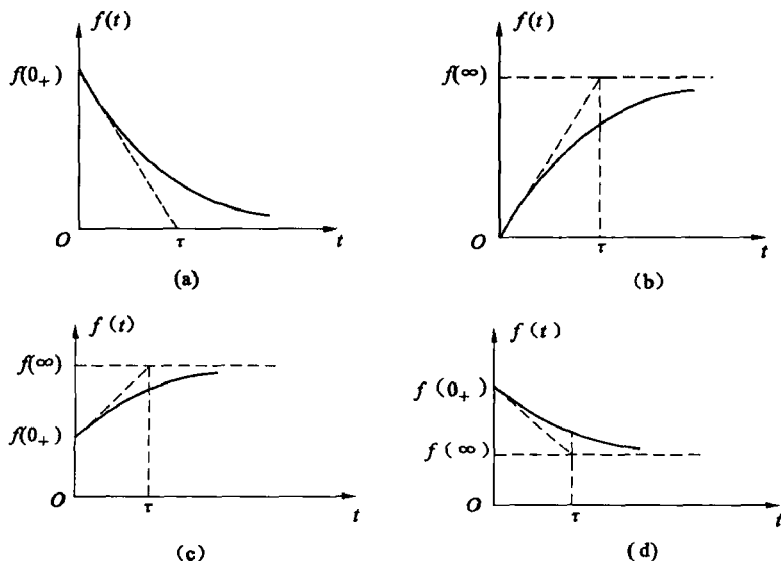 f(t)
f(0₊)
O
τ
t
(a)
f(t)
f(∞)
O
τ
t
(b)
f(t)
f(∞)
f(0₊)
O
τ
t
(c)
f(t)
f(0₊)
f(∞)
O
τ
t
(d)